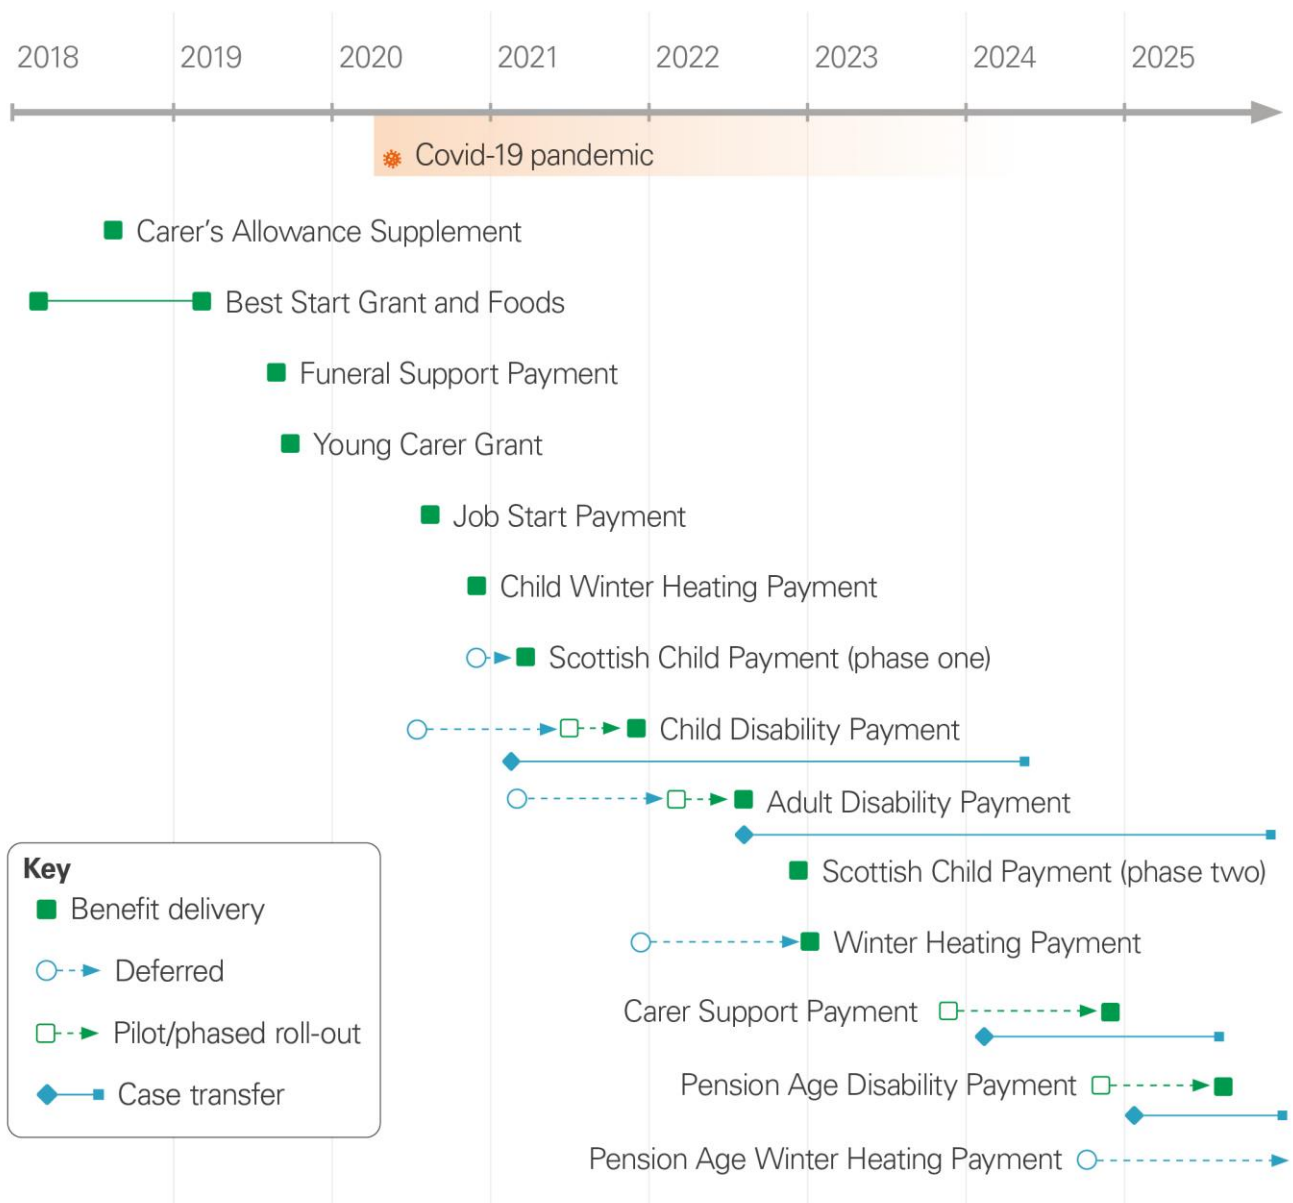 2018 2019 2020 2021 2022 2023 2024 2025
Covid-19 pandemic
Carer’s Allowance Supplement
Best Start Grant and Foods
Funeral Support Payment
Young Carer Grant
Job Start Payment
Child Winter Heating Payment
Scottish Child Payment (phase one)
Child Disability Payment
Adult Disability Payment
Scottish Child Payment (phase two)
Winter Heating Payment
Carer Support Payment
Pension Age Disability Payment
Pension Age Winter Heating Payment
Key
Benefit delivery
Deferred
Pilot/phased roll-out
Case transfer